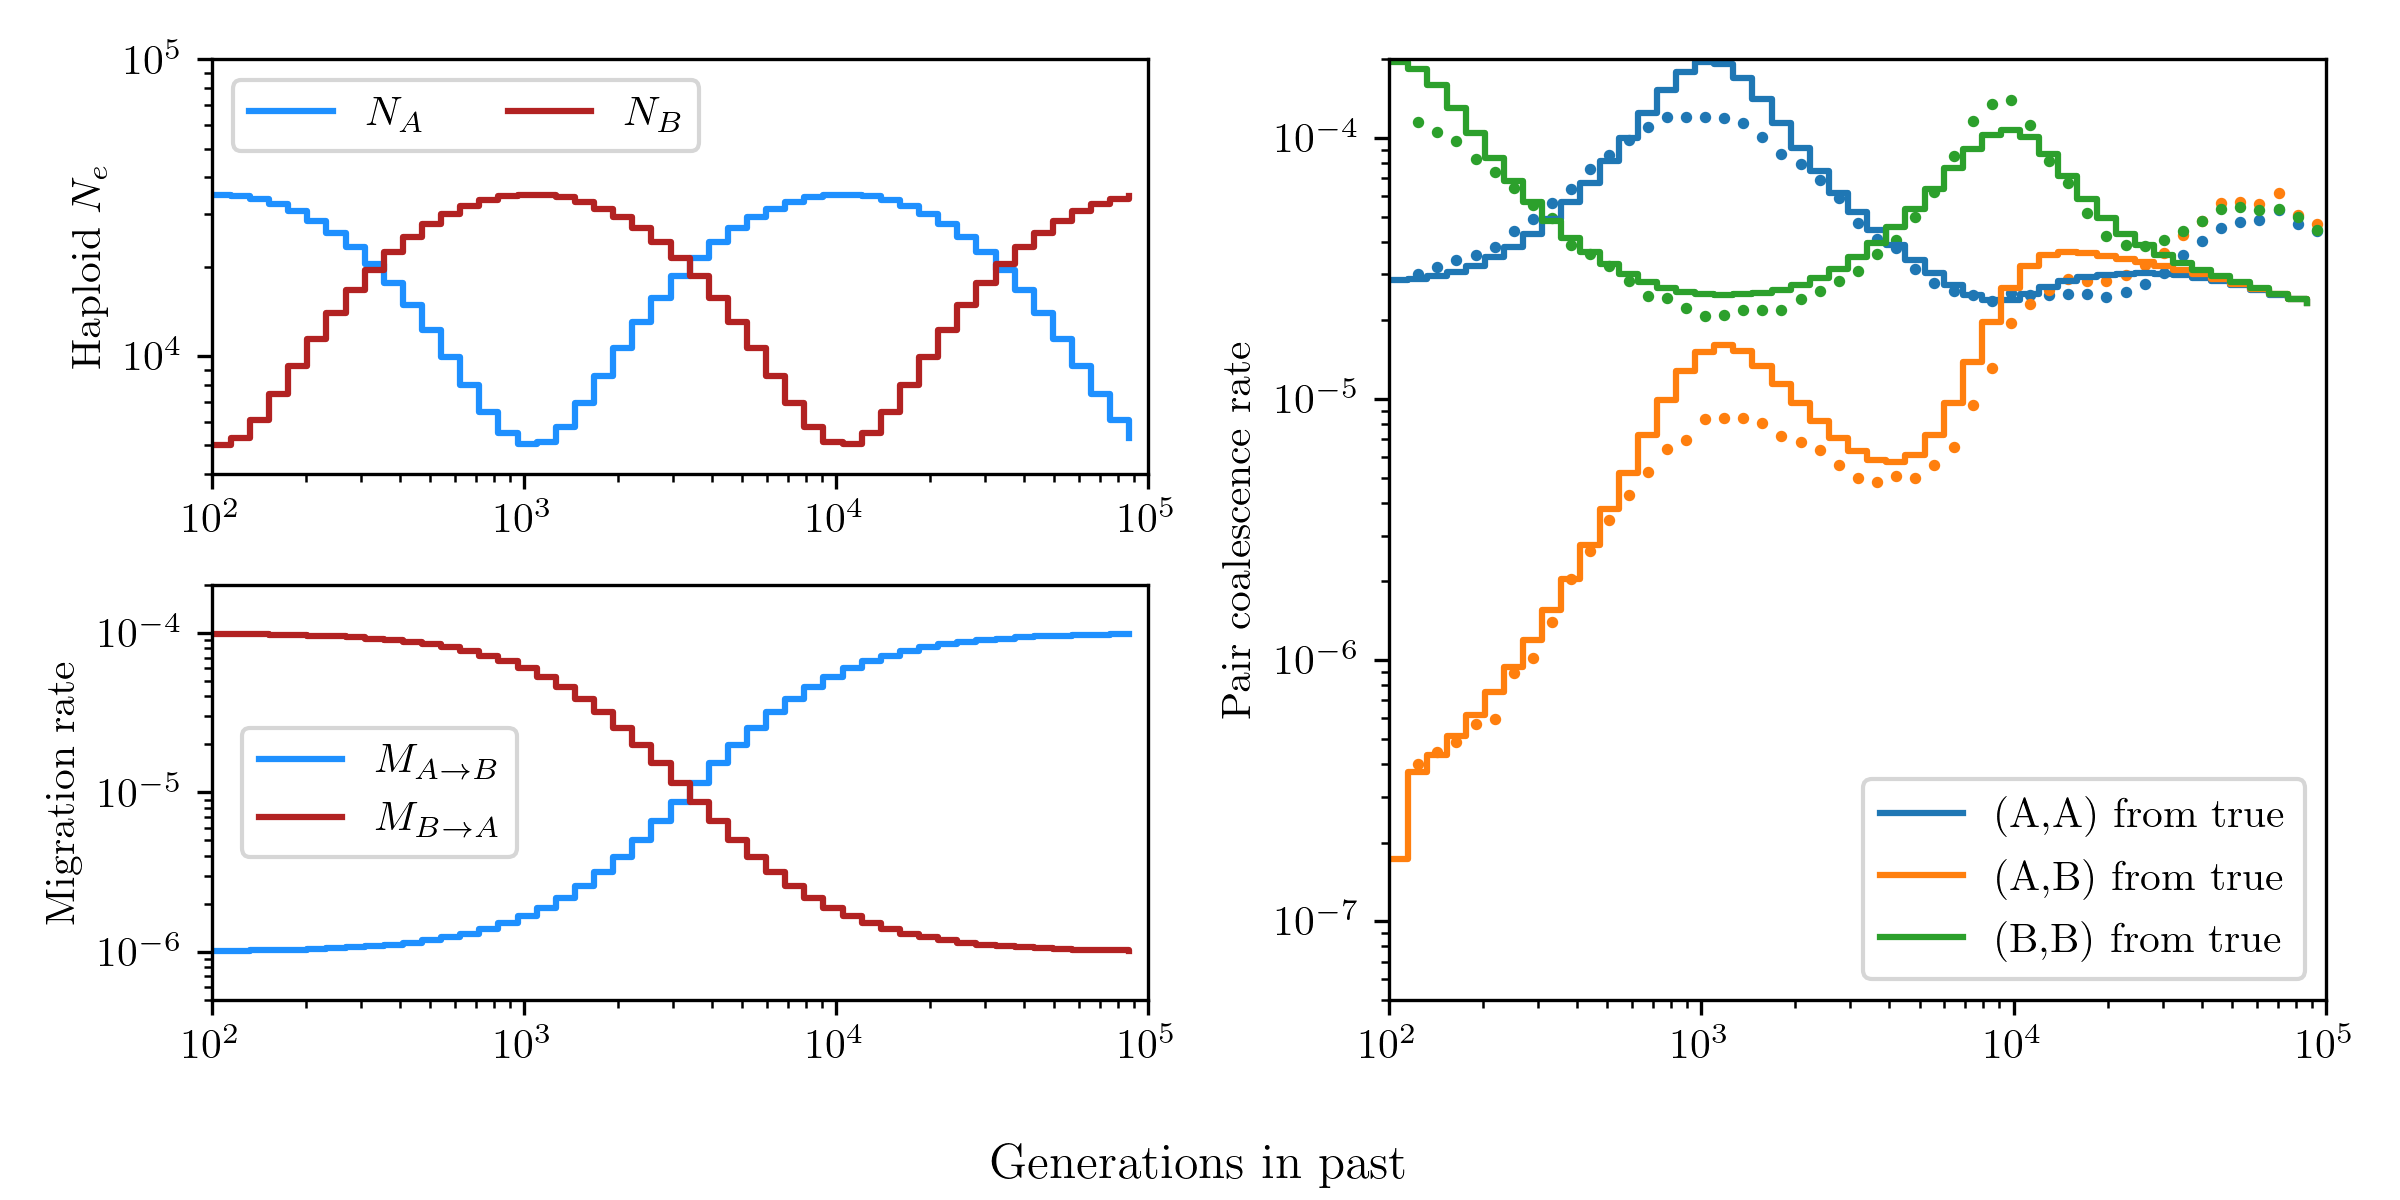 Haploid N_e
10^5
10^4
N_A N_B
10^2 10^3 10^4 10^5
Migration rate
10^-4
10^-5
10^-6
M_{A→B}
M_{B→A}
10^2 10^3 10^4 10^5
Pair coalescence rate
10^-4
10^-5
10^-6
10^-7
(A,A) from true
(A,B) from true
(B,B) from true
10^2 10^3 10^4 10^5
Generations in past